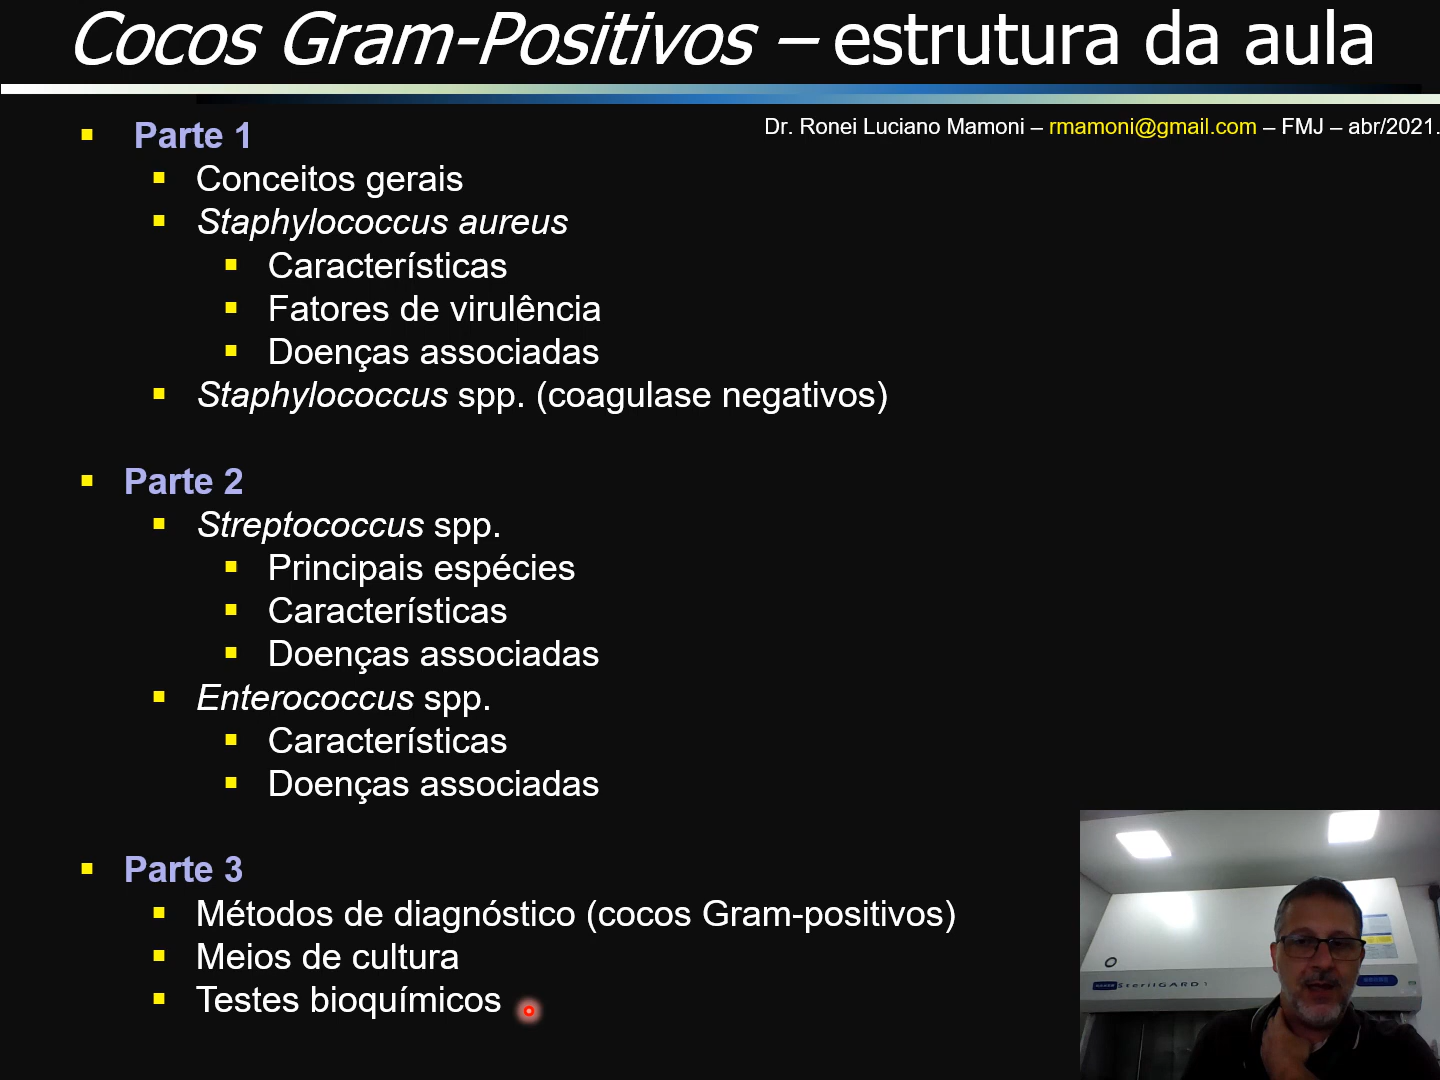 Cocos Gram-Positivos – estrutura da aula
Dr. Ronei Luciano Mamoni – rmamoni@gmail.com – FMJ – abr/2021.
Parte 1
Conceitos gerais
Staphylococcus aureus
Características
Fatores de virulência
Doenças associadas
Staphylococcus spp. (coagulase negativos)
Parte 2
Streptococcus spp.
Principais espécies
Características
Doenças associadas
Enterococcus spp.
Características
Doenças associadas
Parte 3
Métodos de diagnóstico (cocos Gram-positivos)
Meios de cultura
Testes bioquímicos
SterilGARD